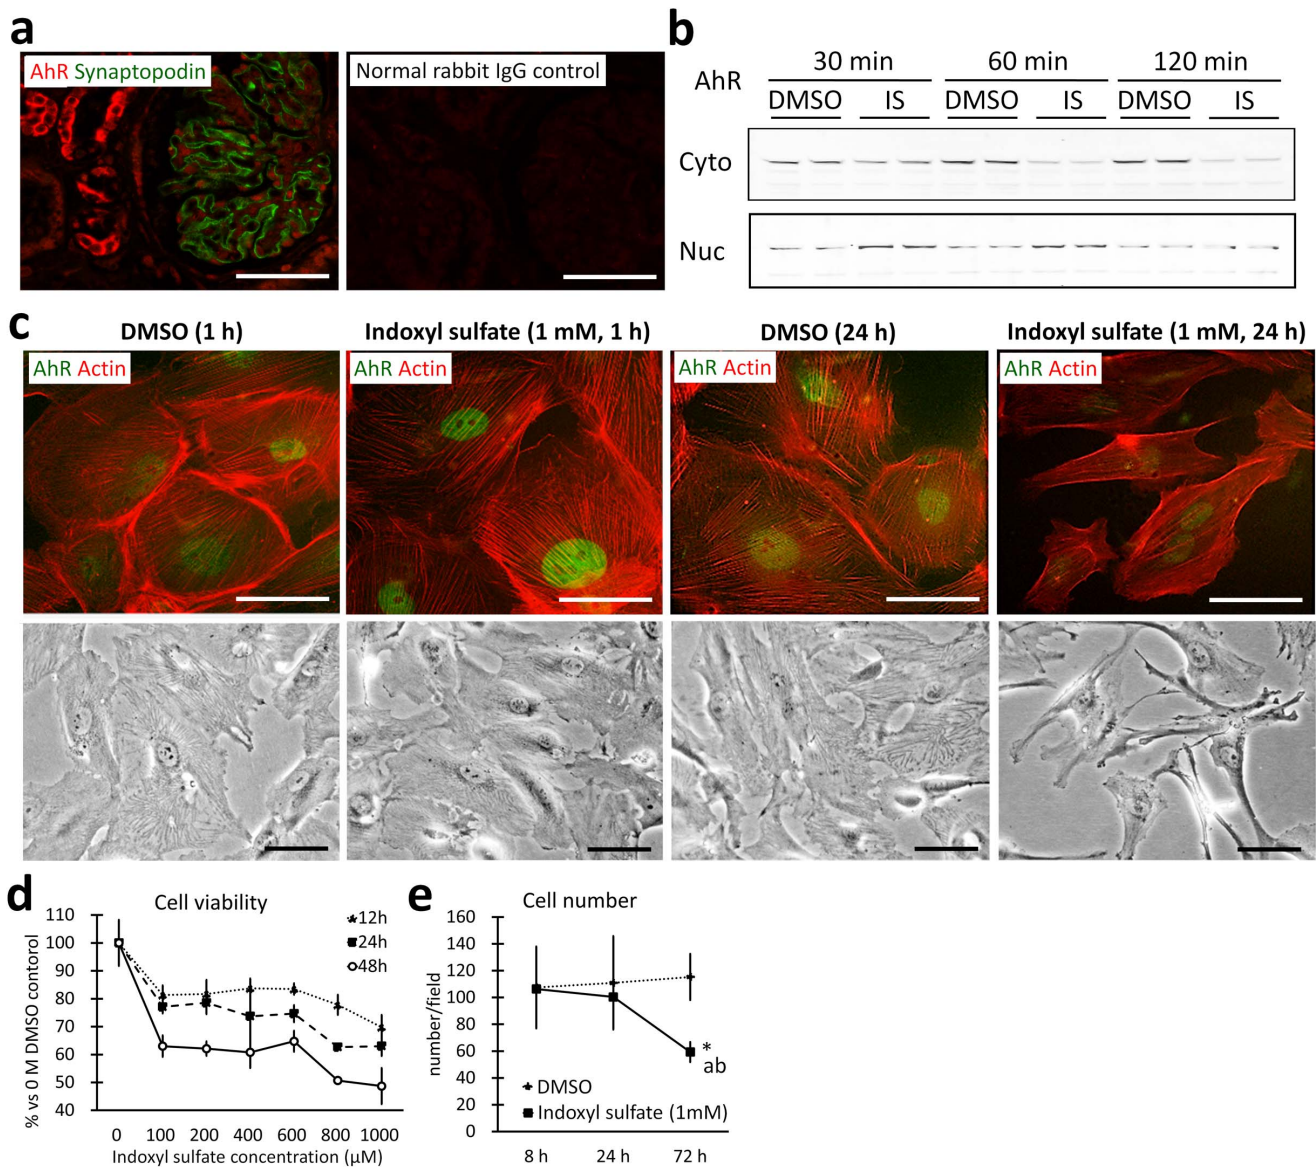 a
AhR Synaptopodin
Normal rabbit IgG control
b
AhR
30 min 60 min 120 min
DMSO IS DMSO IS DMSO IS
Cyto
Nuc
c
DMSO (1 h)
Indoxyl sulfate (1 mM, 1 h)
DMSO (24 h)
Indoxyl sulfate (1 mM, 24 h)
AhR Actin
AhR Actin
AhR Actin
AhR Actin
d
Cell viability
% vs 0 M DMSO contorol
110
100
90
80
70
60
50
40
12h
24h
48h
0 100 200 400 600 800 1000
Indoxyl sulfate concentration (μM)
e
Cell number
number/field
160
140
120
100
80
60
40
20
0
*
ab
DMSO
Indoxyl sulfate (1mM)
8 h 24 h 72 h